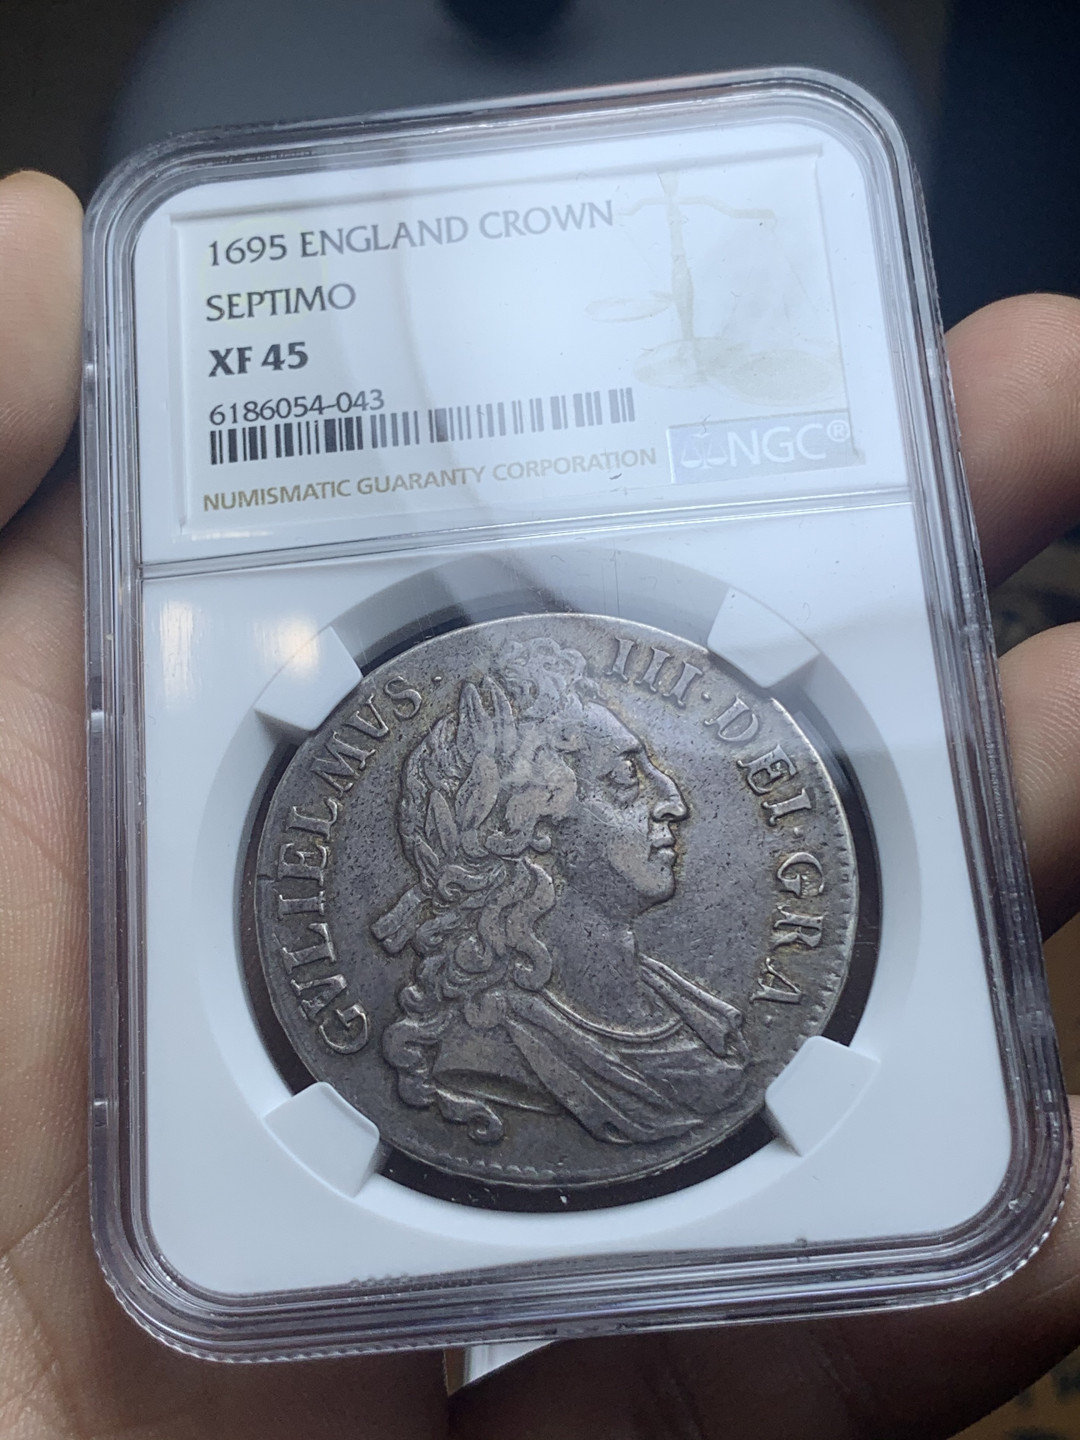 1695 ENGLAND CROWN
SEPTIMO
XF 45
6186054-043
NUMISMATIC GUARANTY CORPORATION
NGC®
GVLIELMVS · III · DEI · GRA ·